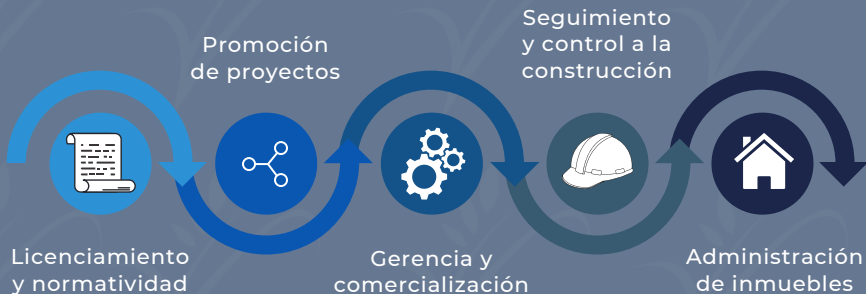 Licenciamiento
y normatividad
Promoción
de proyectos
Gerencia y
comercialización
Seguimiento
y control a la
construcción
Administración
de inmuebles